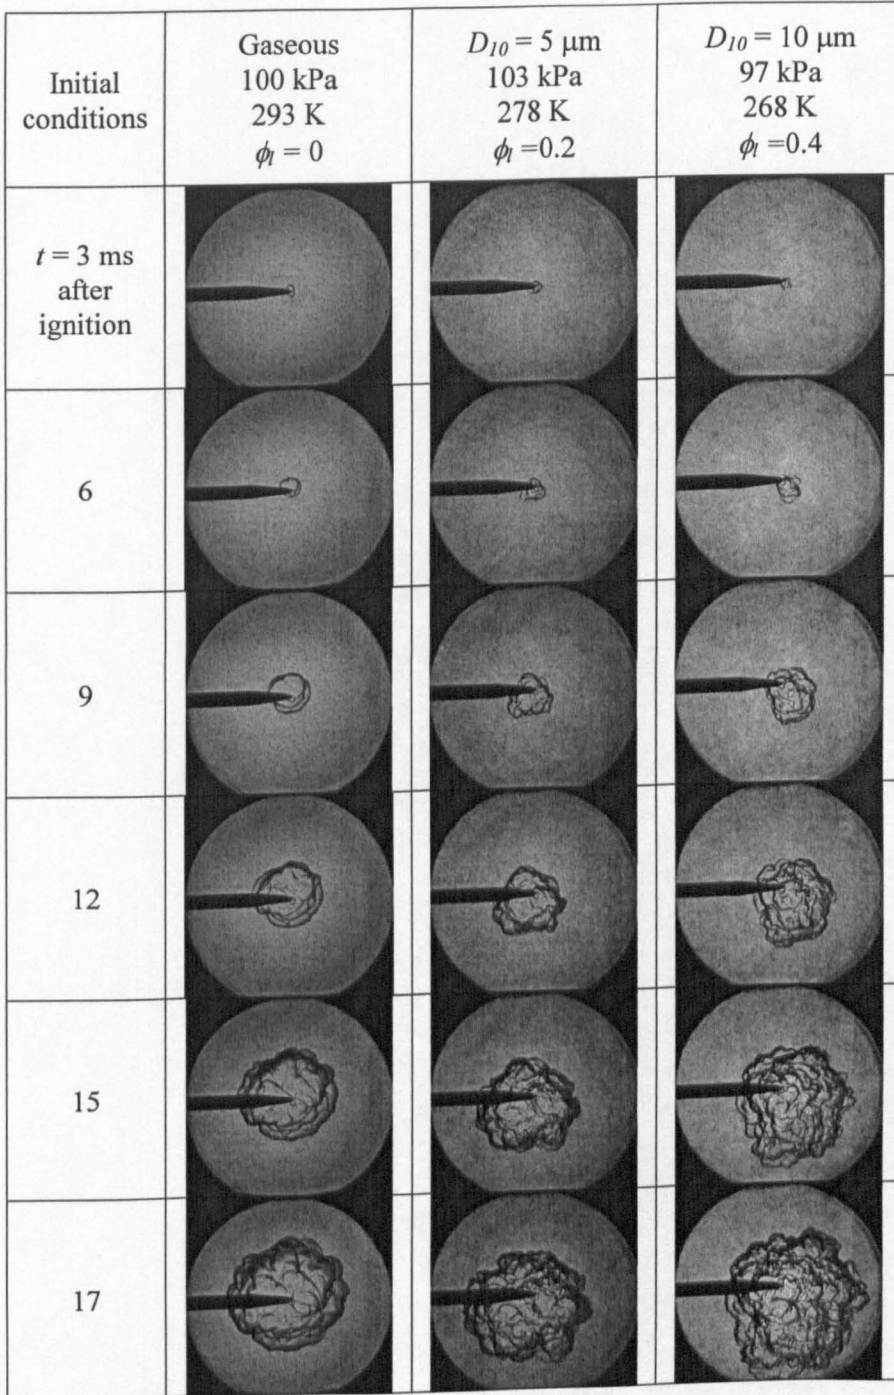 Initial
conditions
Gaseous
100 kPa
293 K
ϕₗ = 0
D₁₀ = 5 μm
103 kPa
278 K
ϕₗ =0.2
D₁₀ = 10 μm
97 kPa
268 K
ϕₗ =0.4
t = 3 ms
after
ignition
6
9
12
15
17